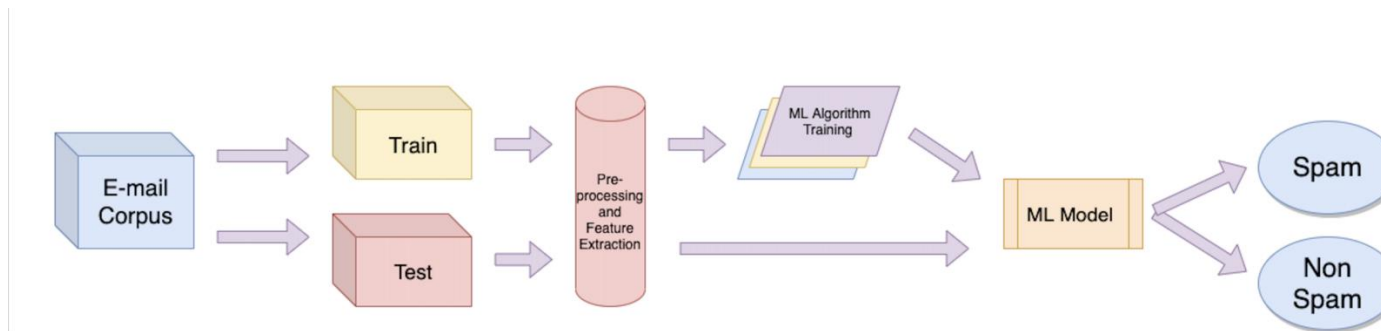 E-mail
Corpus
Train
Test
Pre-
processing
and
Feature
Extraction
ML Algorithm
Training
ML Model
Spam
Non
Spam